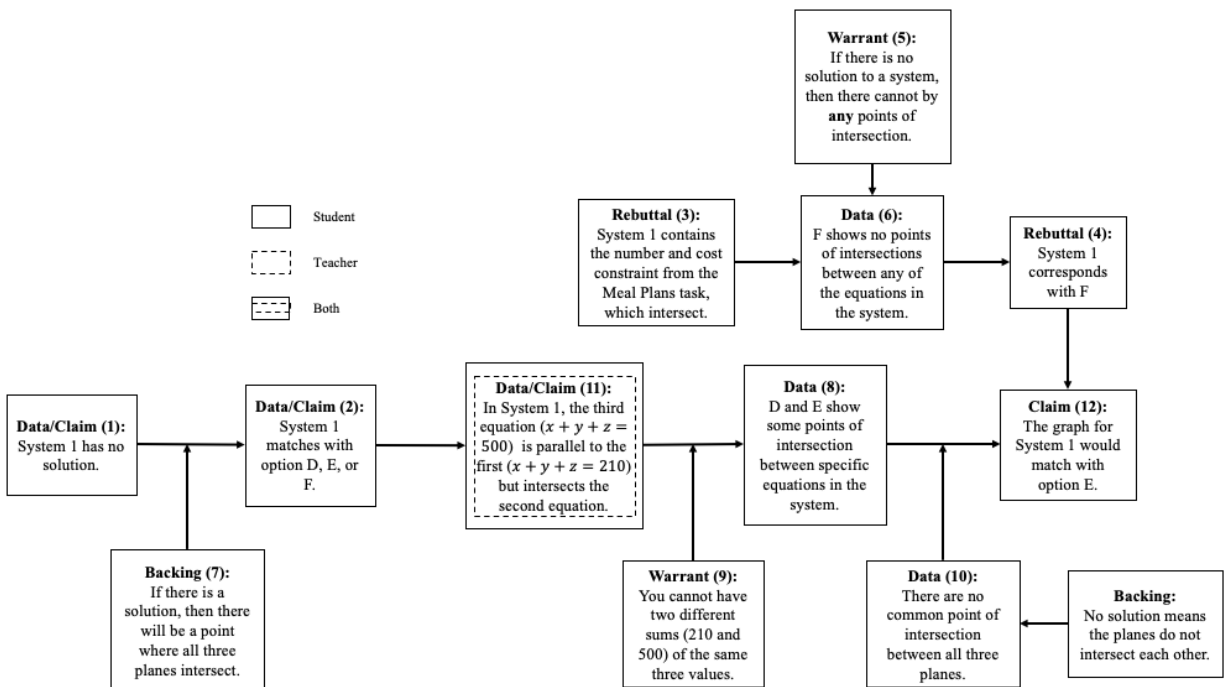 Warrant (5):
If there is no
solution to a system,
then there cannot by
any points of
intersection.
Student
Teacher
Both
Rebuttal (3):
System 1 contains
the number and cost
constraint from the
Meal Plans task,
which intersect.
Data (6):
F shows no points
of intersections
between any of
the equations in
the system.
Rebuttal (4):
System 1
corresponds
with F
Data/Claim (1):
System 1 has no
solution.
Data/Claim (2):
System 1
matches with
option D, E, or
F.
Data/Claim (11):
In System 1, the third
equation (x + y + z =
500) is parallel to the
first (x + y + z = 210)
but intersects the
second equation.
Data (8):
D and E show
some points of
intersection
between specific
equations in the
system.
Claim (12):
The graph for
System 1 would
match with
option E.
Backing (7):
If there is a
solution, then there
will be a point
where all three
planes intersect.
Warrant (9):
You cannot have
two different
sums (210 and
500) of the same
three values.
Data (10):
There are no
common point of
intersection
between all three
planes.
Backing:
No solution means
the planes do not
intersect each other.